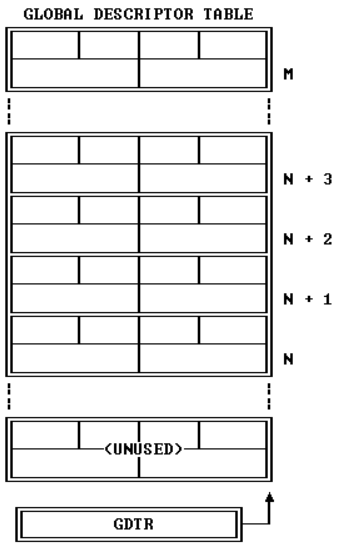 GLOBAL DESCRIPTOR TABLE
M
N + 3
N + 2
N + 1
N
(UNUSED)
GDTR